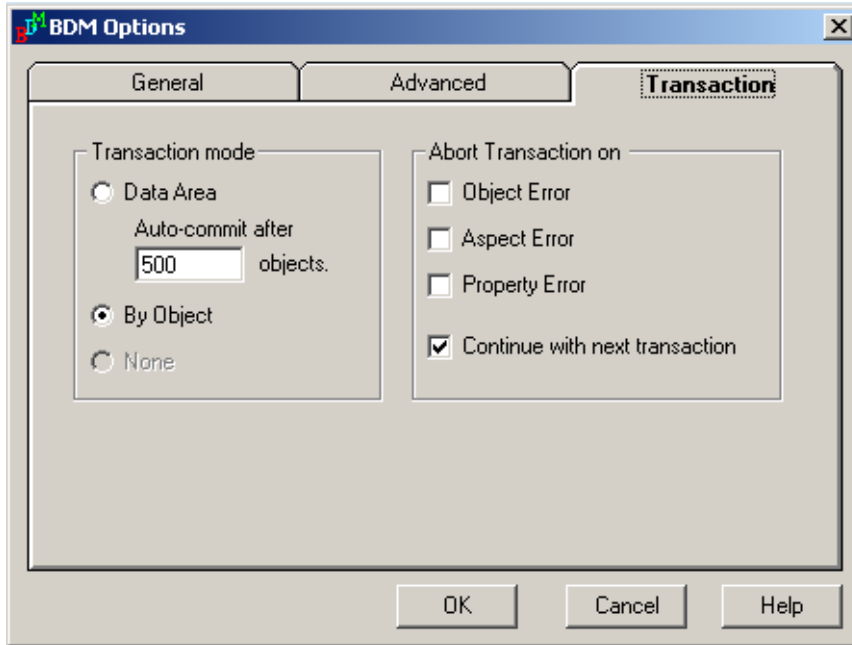 BDM BDM Options
General Advanced Transaction
Transaction mode
Data Area
Auto-commit after
500 objects.
By Object
None
Abort Transaction on
Object Error
Aspect Error
Property Error
Continue with next transaction
OK Cancel Help